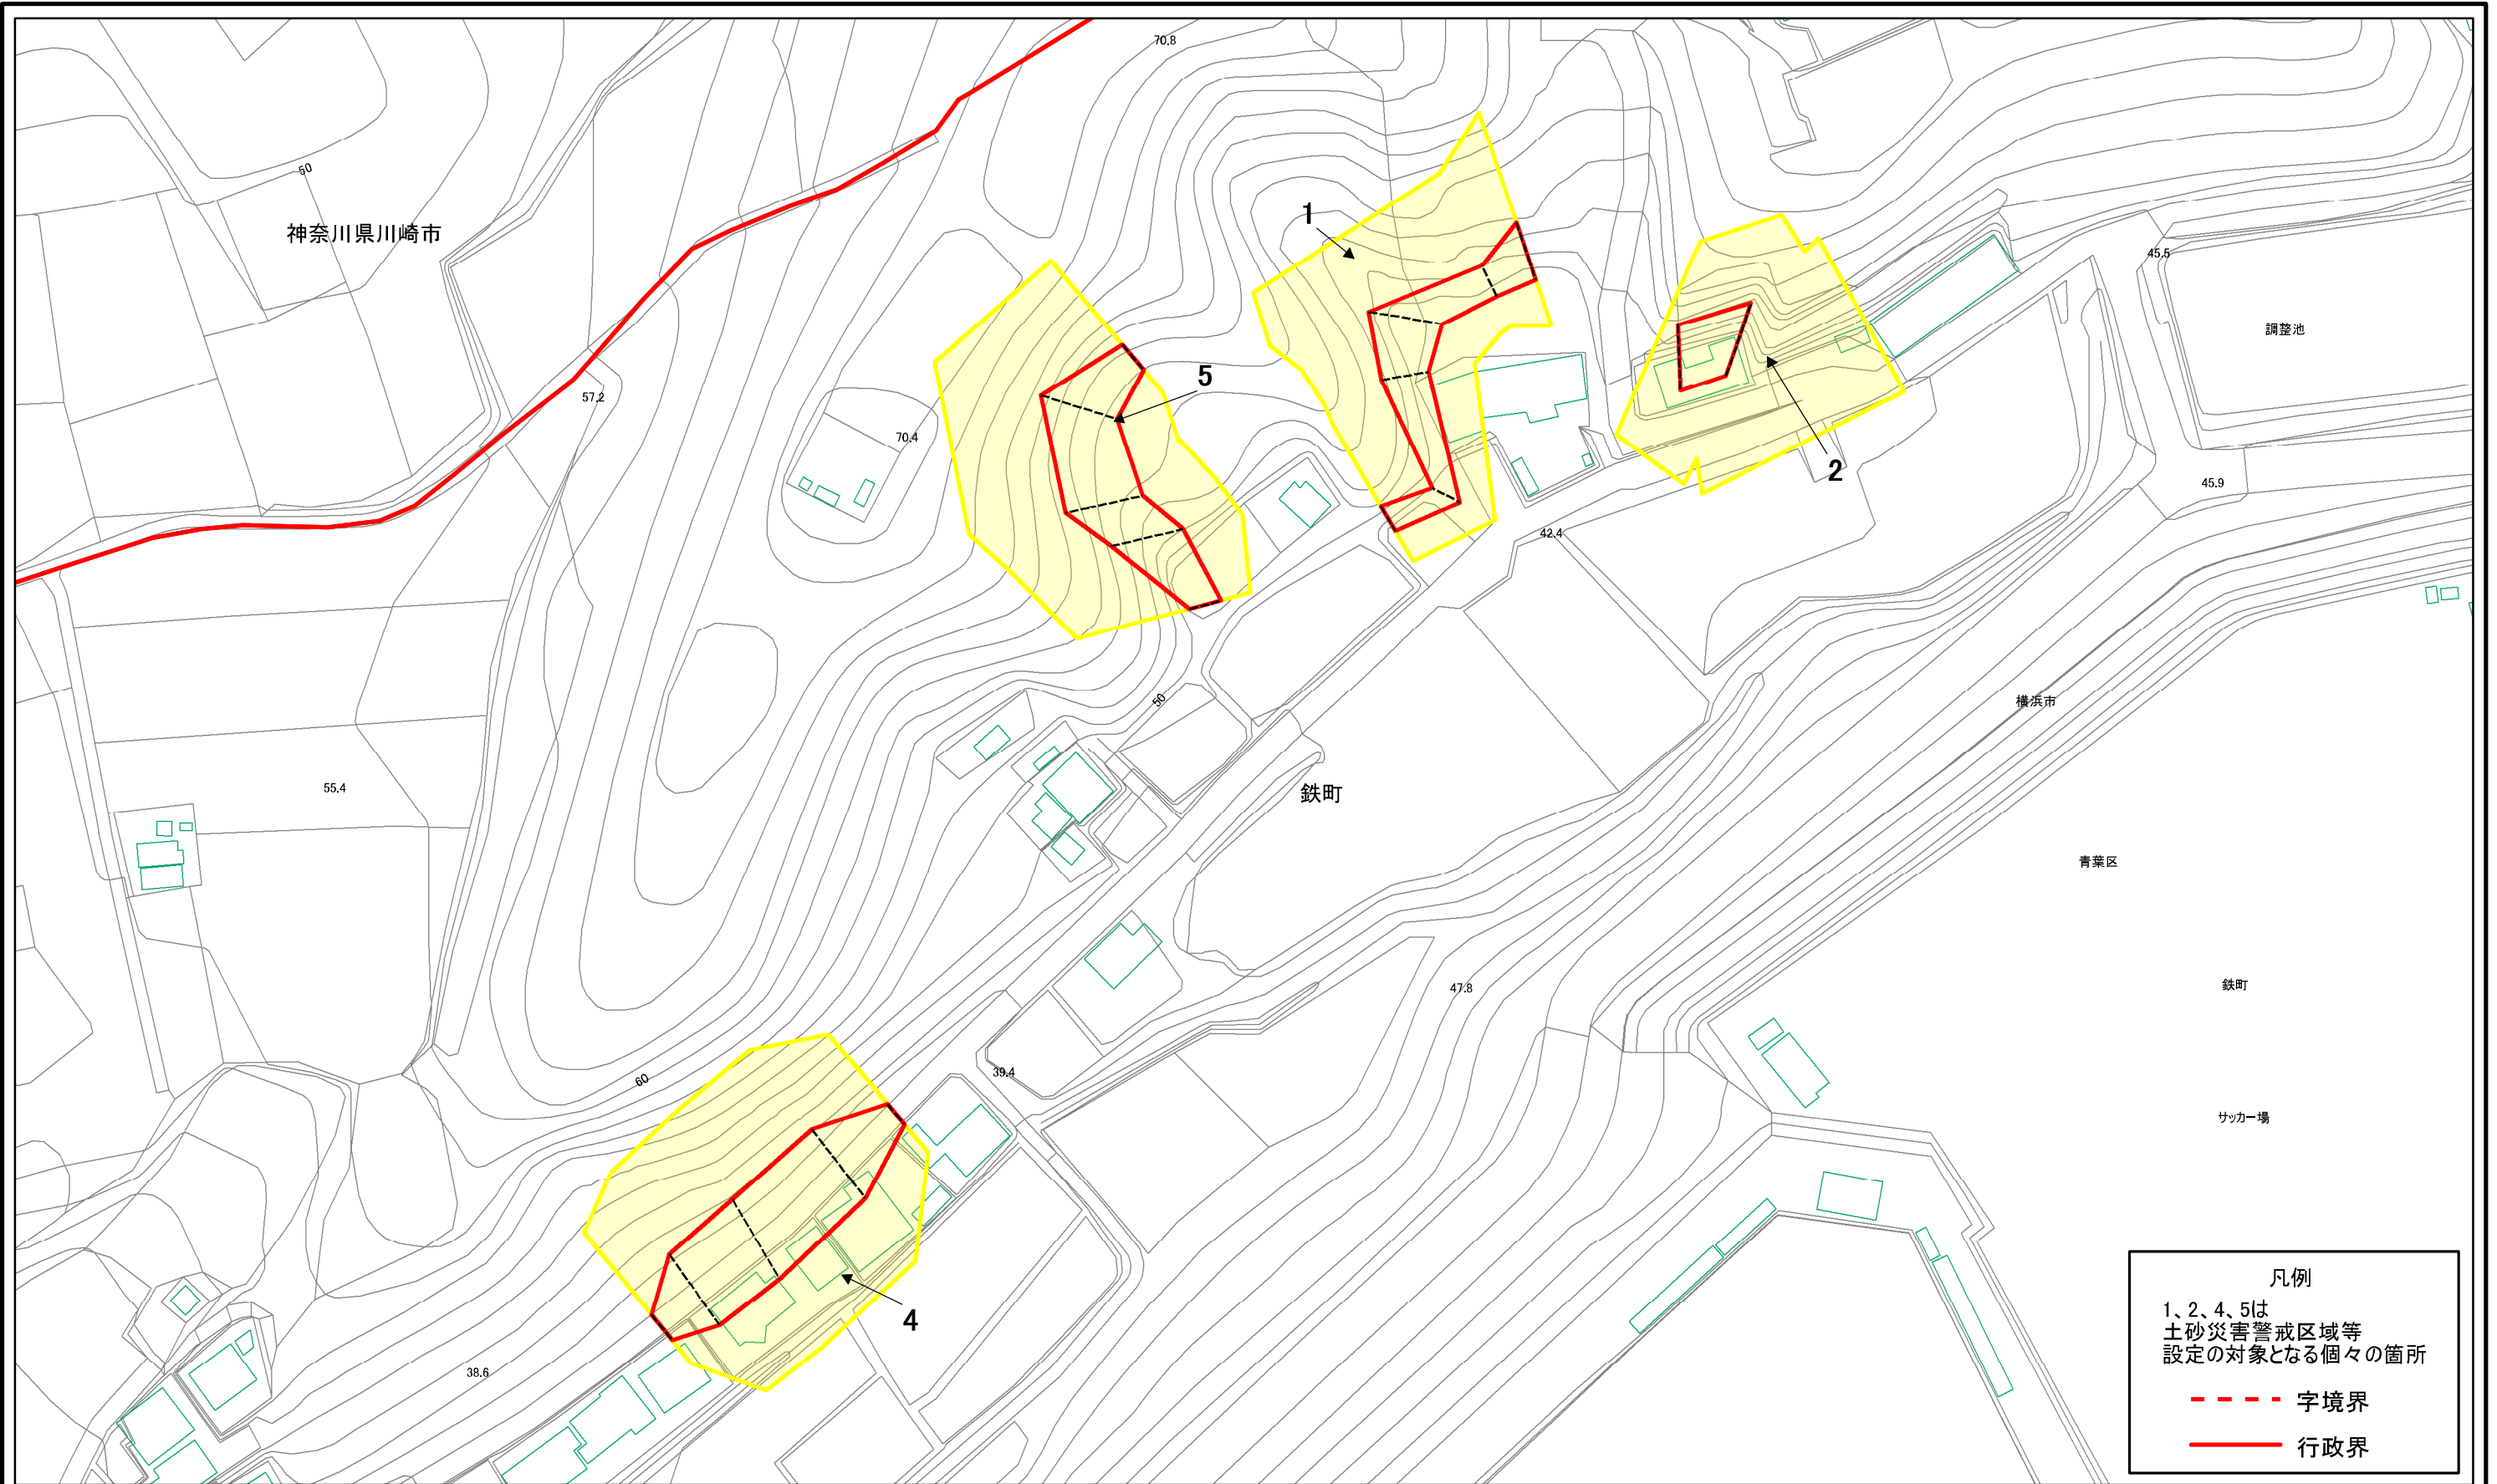 70.8
50
神奈川県川崎市
1
45.5
調整池
5
57.2
70.4
2
45.9
42.4
50
横浜市
55.4
鉄町
青葉区
47.8
鉄町
39.4
60
サッカー場
4
38.6
凡例
1、2、4、5は
土砂災害警戒区域等
設定の対象となる個々の箇所
字境界
行政界